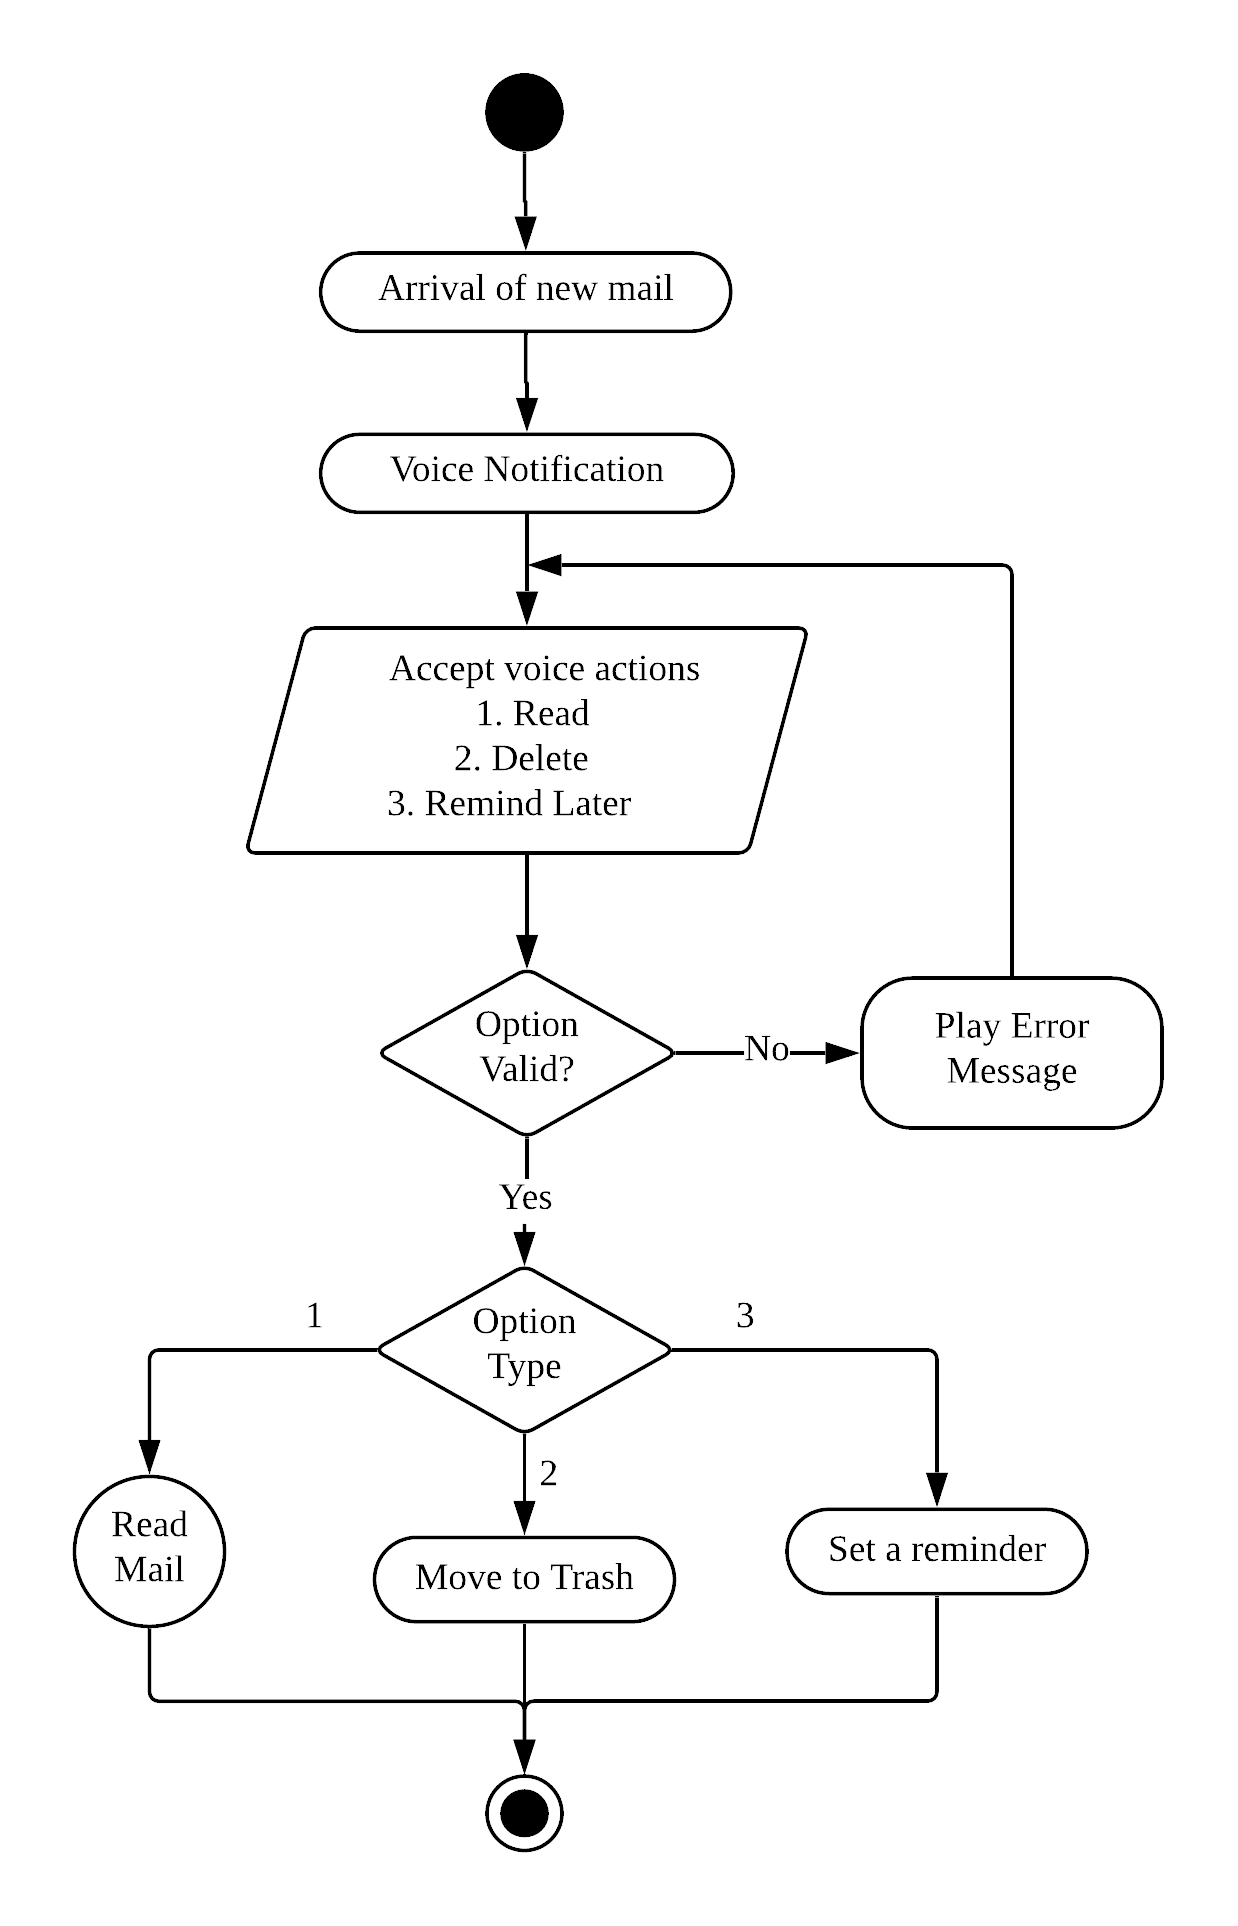 Arrival of new mail
Voice Notification
Accept voice actions
1. Read
2. Delete
3. Remind Later
Option
Valid?
No
Play Error
Message
Yes
1
Option
Type
3
2
Read
Mail
Move to Trash
Set a reminder